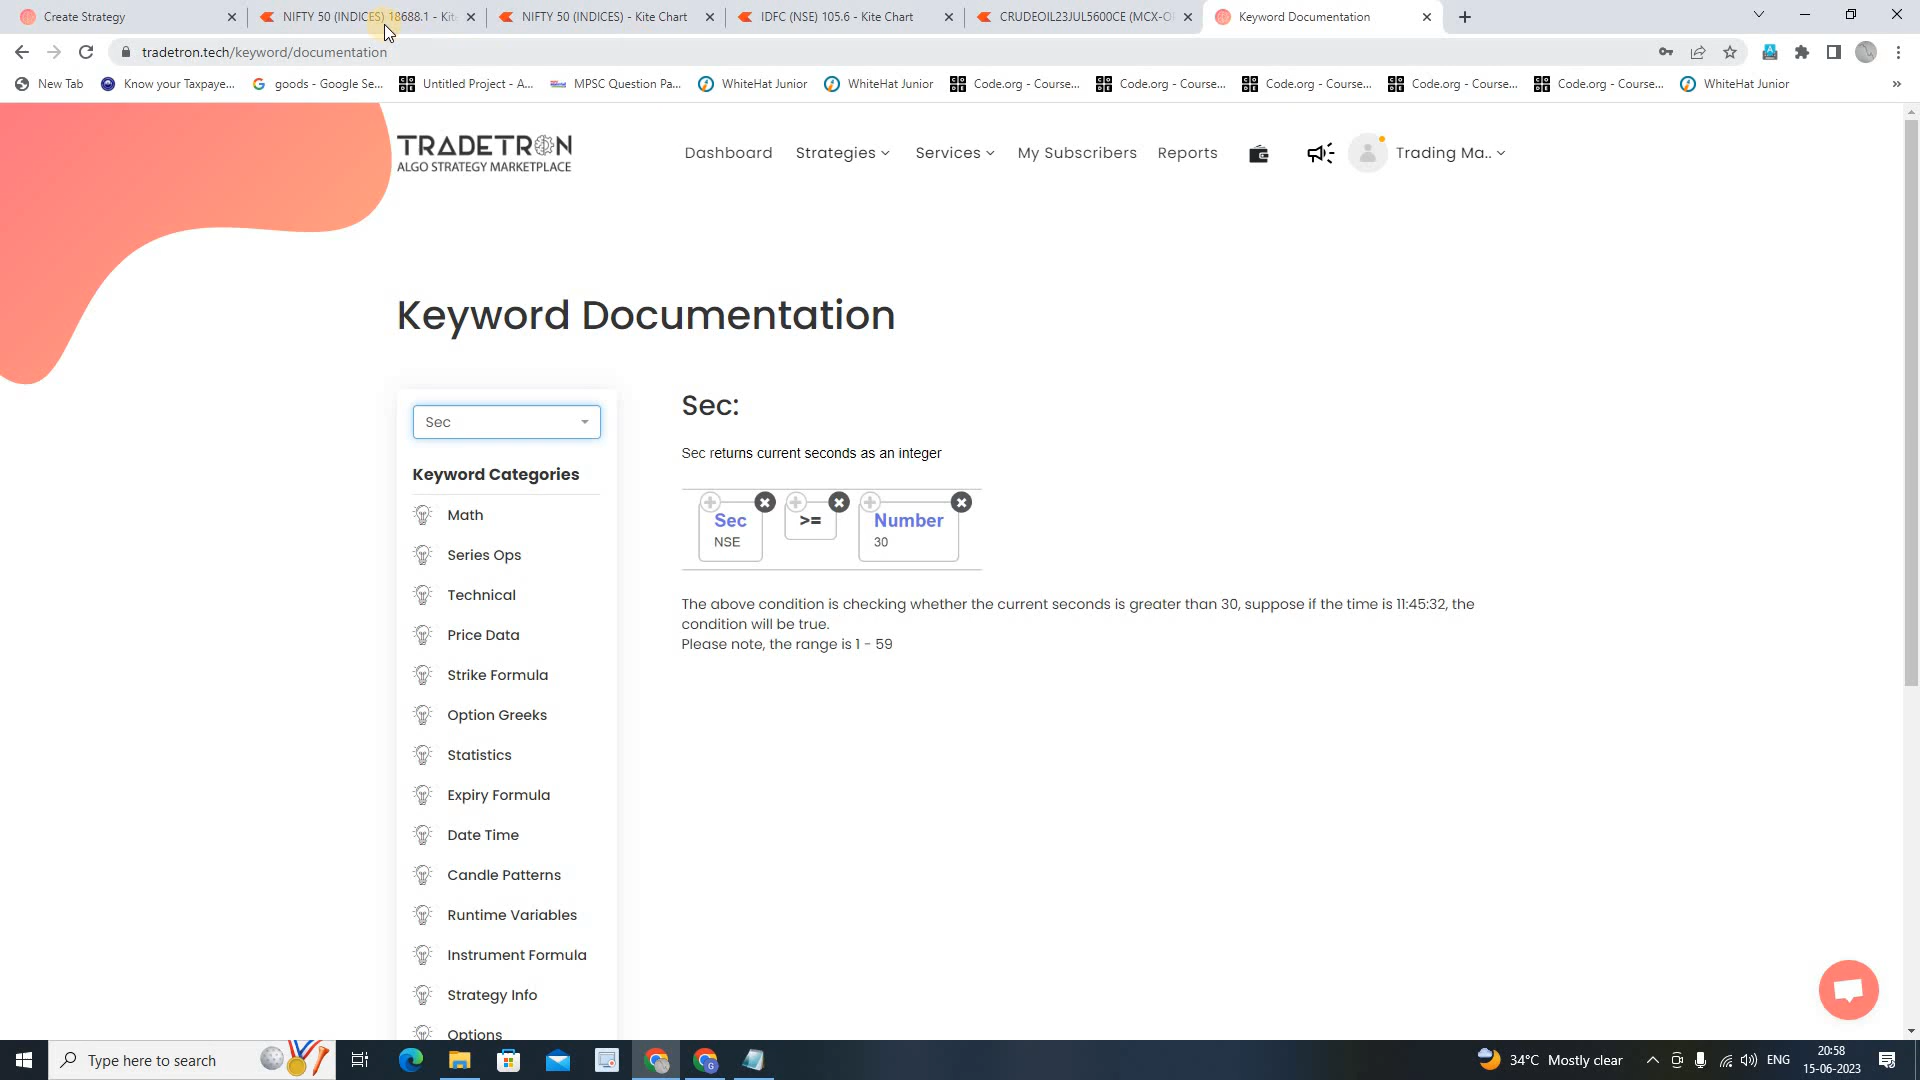 Create Strategy
NIFTY 50 (INDICES) 18688.1 - Kit
NIFTY 50 (INDICES) - Kite Chart
IDFC (NSE) 105.6 - Kite Chart
CRUDEOIL23JUL5600CE (MCX-O
Keyword Documentation
tradetron.tech/keyword/documentation
New Tab
Know your Taxpaye...
goods - Google Se...
Untitled Project - A...
MPSC Question Pa...
WhiteHat Junior
WhiteHat Junior
Code.org - Course...
Code.org - Course...
Code.org - Course...
Code.org - Course...
Code.org - Course...
WhiteHat Junior
»
TRADETRON
ALGO STRATEGY MARKETPLACE
Dashboard
Strategies
Services
My Subscribers
Reports
Trading Ma..
Keyword Documentation
Sec
Keyword Categories
Math
Series Ops
Technical
Price Data
Strike Formula
Option Greeks
Statistics
Expiry Formula
Date Time
Candle Patterns
Runtime Variables
Instrument Formula
Strategy Info
Options
Sec:
Sec returns current seconds as an integer
Sec
NSE
>=
Number
30
The above condition is checking whether the current seconds is greater than 30, suppose if the time is 11:45:32, the
condition will be true.
Please note, the range is 1 - 59
Type here to search
34°C Mostly clear
ENG
20:58
15-06-2023